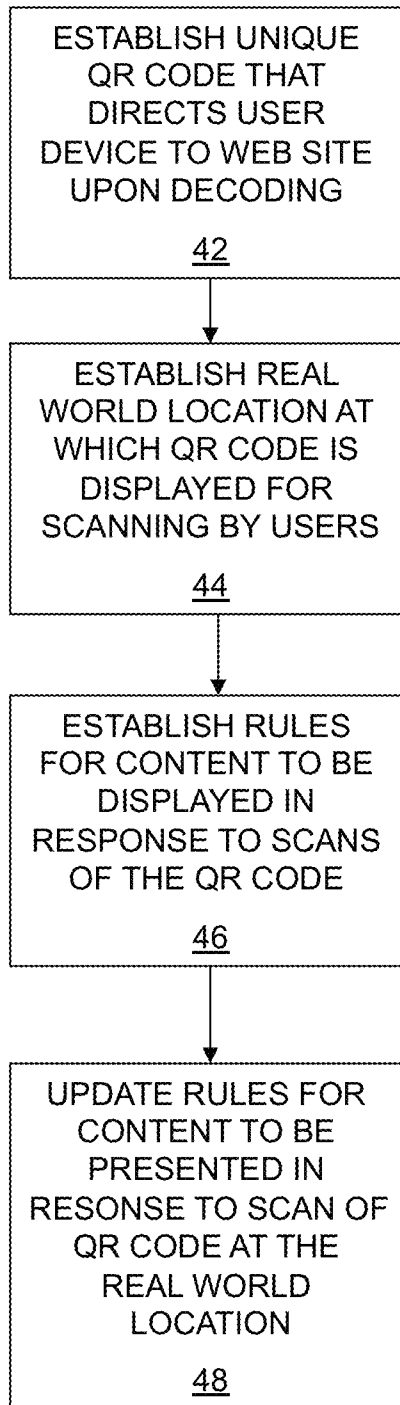 ESTABLISH UNIQUE
QR CODE THAT
DIRECTS USER
DEVICE TO WEB SITE
UPON DECODING
42
ESTABLISH REAL
WORLD LOCATION AT
WHICH QR CODE IS
DISPLAYED FOR
SCANNING BY USERS
44
ESTABLISH RULES
FOR CONTENT TO BE
DISPLAYED IN
RESPONSE TO SCANS
OF THE QR CODE
46
UPDATE RULES FOR
CONTENT TO BE
PRESENTED IN
RESONSE TO SCAN OF
QR CODE AT THE
REAL WORLD
LOCATION
48